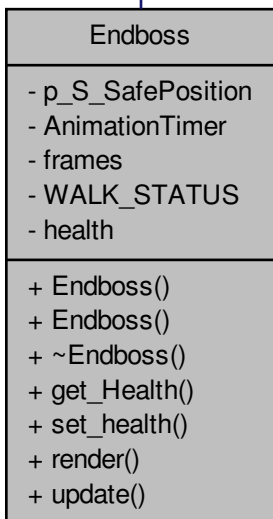 Endboss
- p_S_SafePosition
- AnimationTimer
- frames
- WALK_STATUS
- health
+ Endboss()
+ Endboss()
+ ~Endboss()
+ get_Health()
+ set_health()
+ render()
+ update()